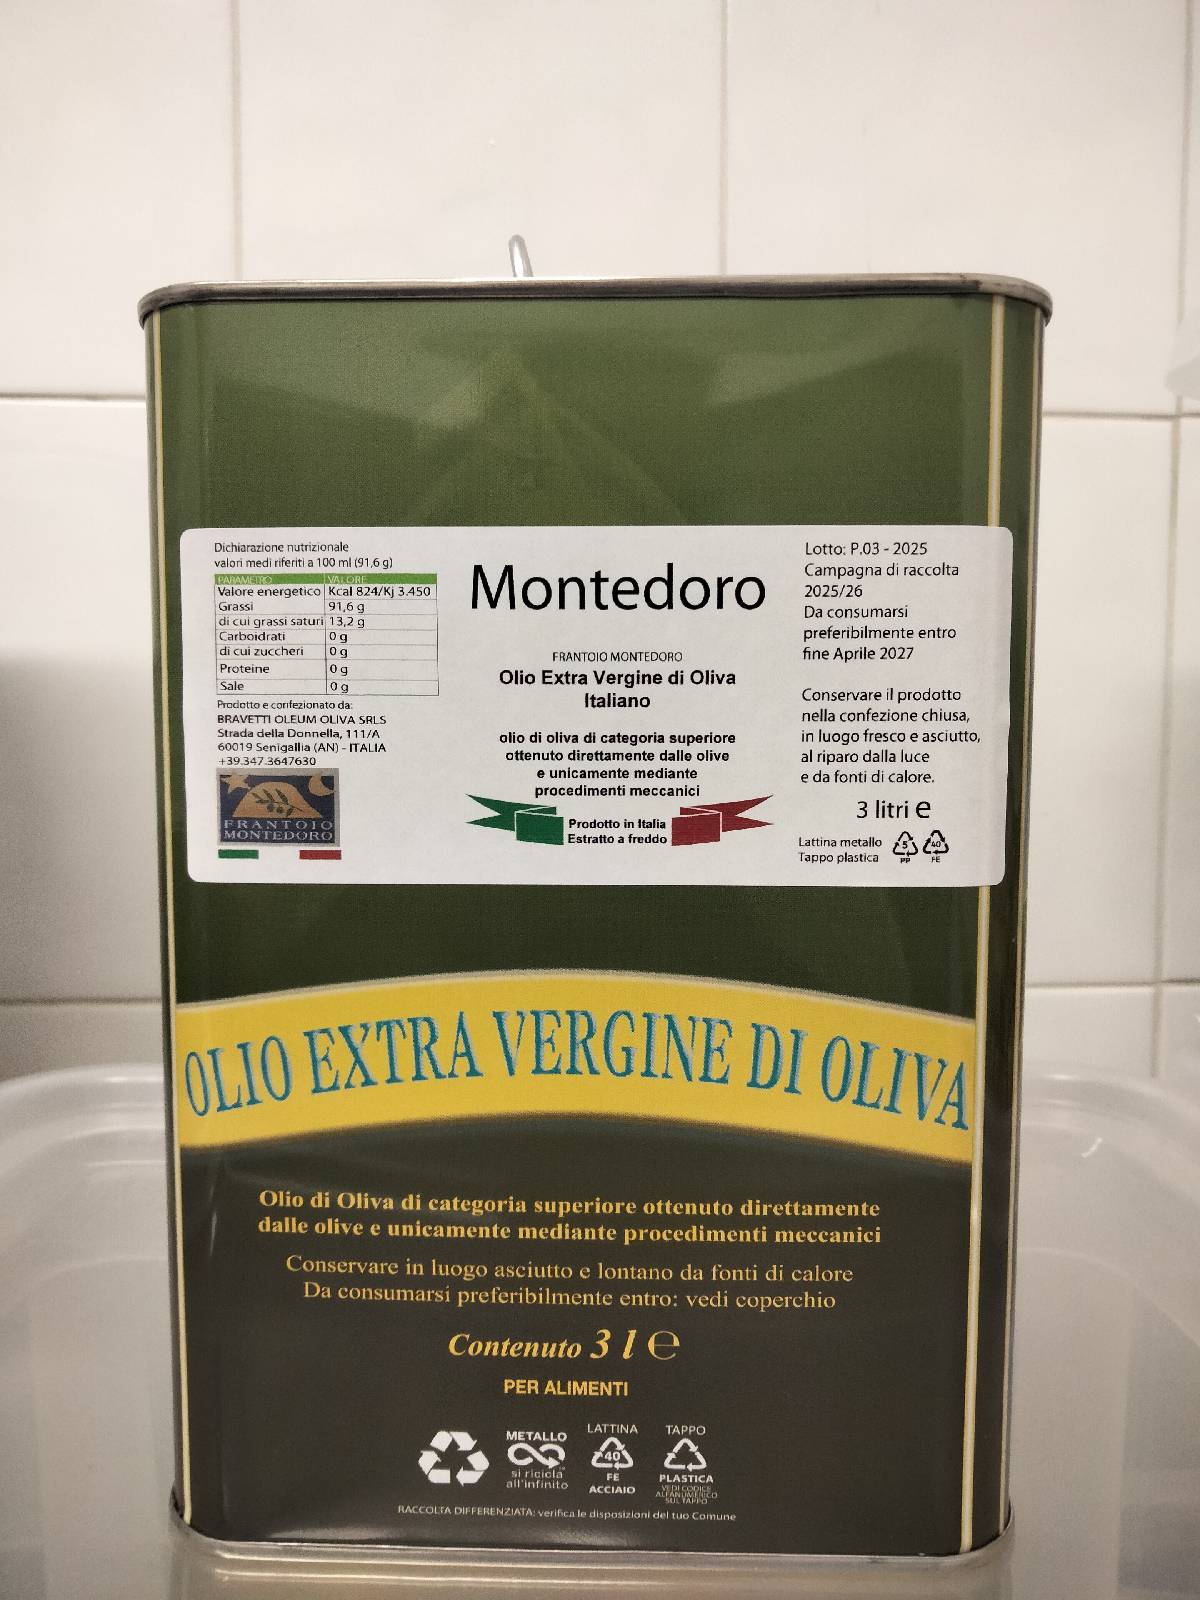 Dichiarazione nutrizionale
valori medi riferiti a 100 ml (91,6 g)
PARAMETRO VALORE
Valore energetico Kcal 824/Kj 3.450
Grassi 91,6 g
di cui grassi saturi 13,2 g
Carboidrati 0 g
di cui zuccheri 0 g
Proteine 0 g
Sale 0 g
Prodotto e confezionato da:
BRAVETTI OLEUM OLIVA SRLS
Strada della Donnella, 111/A
60019 Senigallia (AN) - ITALIA
+39.347.3647630
FRANTOIO
MONTEDORO
Montedoro
FRANTOIO MONTEDORO
Olio Extra Vergine di Oliva
Italiano
olio di oliva di categoria superiore
ottenuto direttamente dalle olive
e unicamente mediante
procedimenti meccanici
Prodotto in Italia
Estratto a freddo
Lotto: P.03 - 2025
Campagna di raccolta
2025/26
Da consumarsi
preferibilmente entro
fine Aprile 2027
Conservare il prodotto
nella confezione chiusa,
in luogo fresco e asciutto,
al riparo dalla luce
e da fonti di calore.
3 litri e
Lattina metallo 5 40
Tappo plastica PP FE
OLIO EXTRA VERGINE DI OLIVA
Olio di Oliva di categoria superiore ottenuto direttamente
dalle olive e unicamente mediante procedimenti meccanici
Conservare in luogo asciutto e lontano da fonti di calore
Da consumarsi preferibilmente entro: vedi coperchio
Contenuto 3 l e
PER ALIMENTI
METALLO
si ricicla
all'infinito
LATTINA
40
FE
ACCIAIO
TAPPO
PLASTICA
VEDI CODICE
ALFANUMERICO
SUL TAPPO
RACCOLTA DIFFERENZIATA: verifica le disposizioni del tuo Comune